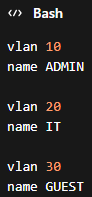 Bash
vlan 10
name ADMIN
vlan 20
name IT
vlan 30
name GUEST